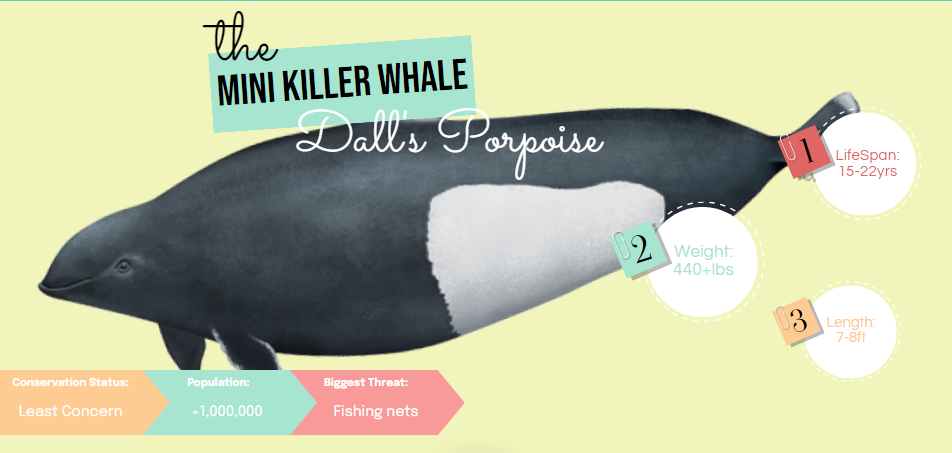 the
MINI KILLER WHALE
Dall's Porpoise
1
LifeSpan:
15-22yrs
2
Weight:
440+lbs
3
Length:
7-8ft
Conservation Status:
Least Concern
Population:
+1,000,000
Biggest Threat:
Fishing nets